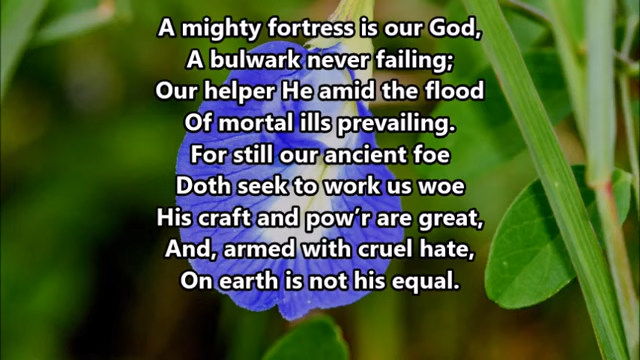 A mighty fortress is our God,
A bulwark never failing;
Our helper He amid the flood
Of mortal ills prevailing.
For still our ancient foe
Doth seek to work us woe
His craft and pow’r are great,
And, armed with cruel hate,
On earth is not his equal.